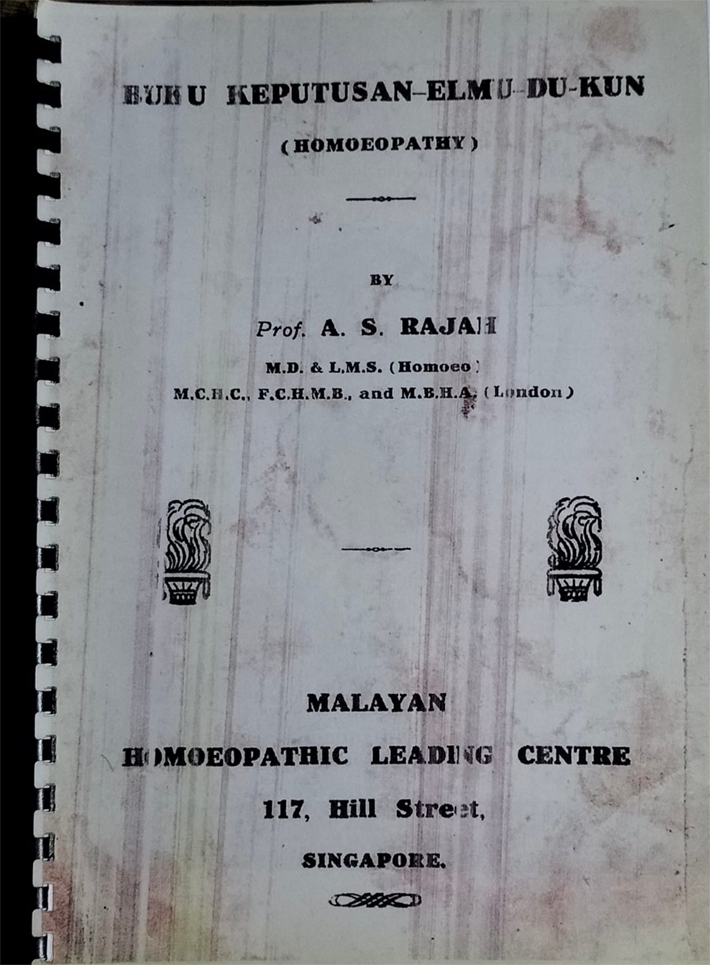 BUKU KEPUTUSAN-ELMU-DU-KUN
(HOMOEOPATHY)
BY
Prof. A. S. RAJAH
M.D. & L.M.S. (Homoeo)
M.C.H.C., F.C.H.M.B., and M.B.H.A. (London)
MALAYAN
HOMOEOPATHIC LEADING CENTRE
117, Hill Street,
SINGAPORE.